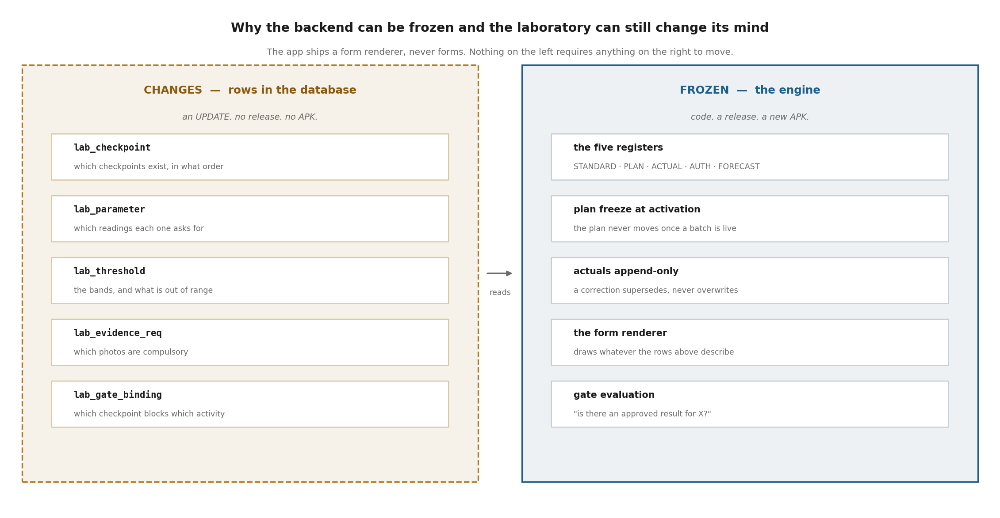 Why the backend can be frozen and the laboratory can still change its mind
The app ships a form renderer, never forms. Nothing on the left requires anything on the right to move.
CHANGES — rows in the database
an UPDATE. no release. no APK.
lab_checkpoint
which checkpoints exist, in what order
lab_parameter
which readings each one asks for
lab_threshold
the bands, and what is out of range
lab_evidence_req
which photos are compulsory
lab_gate_binding
which checkpoint blocks which activity
reads
FROZEN — the engine
code. a release. a new APK.
the five registers
STANDARD · PLAN · ACTUAL · AUTH · FORECAST
plan freeze at activation
the plan never moves once a batch is live
actuals append-only
a correction supersedes, never overwrites
the form renderer
draws whatever the rows above describe
gate evaluation
"is there an approved result for X?"